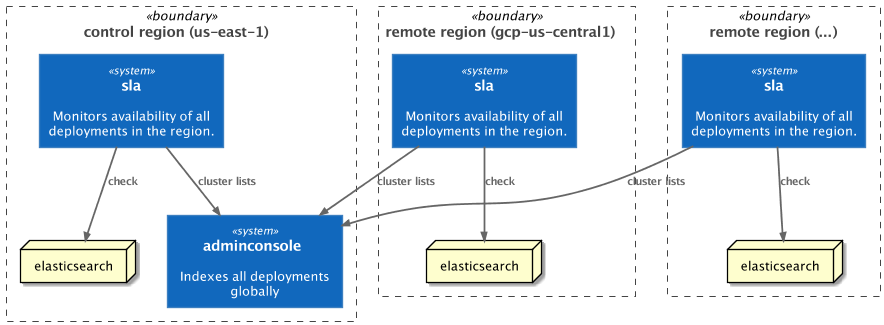 «boundary»
control region (us-east-1)
«system»
sla
Monitors availability of all
deployments in the region.
check
cluster lists
elasticsearch
«system»
adminconsole
Indexes all deployments
globally
«boundary»
remote region (gcp-us-central1)
«system»
sla
Monitors availability of all
deployments in the region.
cluster lists
check
elasticsearch
«boundary»
remote region (...)
«system»
sla
Monitors availability of all
deployments in the region.
cluster lists
check
elasticsearch